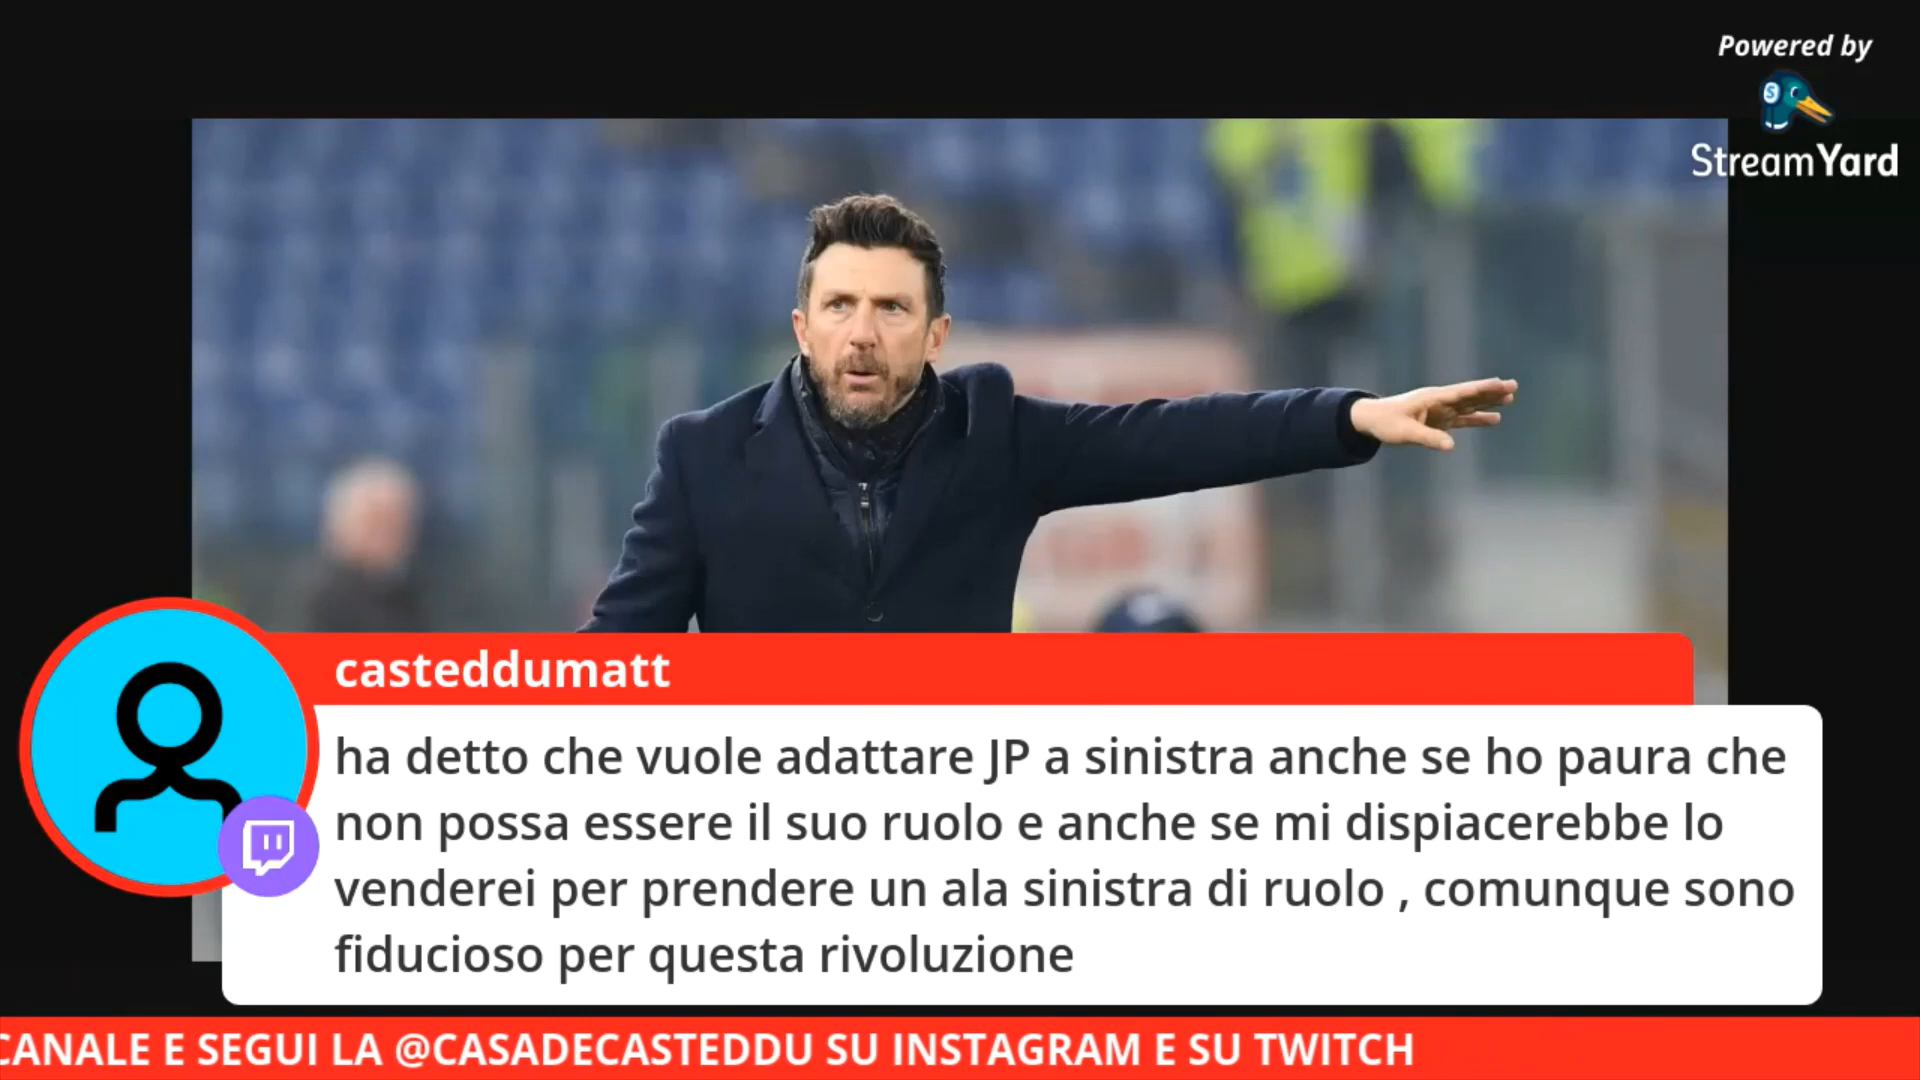 Powered by
StreamYard
casteddumatt
ha detto che vuole adattare JP a sinistra anche se ho paura che
non possa essere il suo ruolo e anche se mi dispiacerebbe lo
venderei per prendere un ala sinistra di ruolo , comunque sono
fiducioso per questa rivoluzione
CANALE E SEGUI LA @CASADECASTEDDU SU INSTAGRAM E SU TWITCH